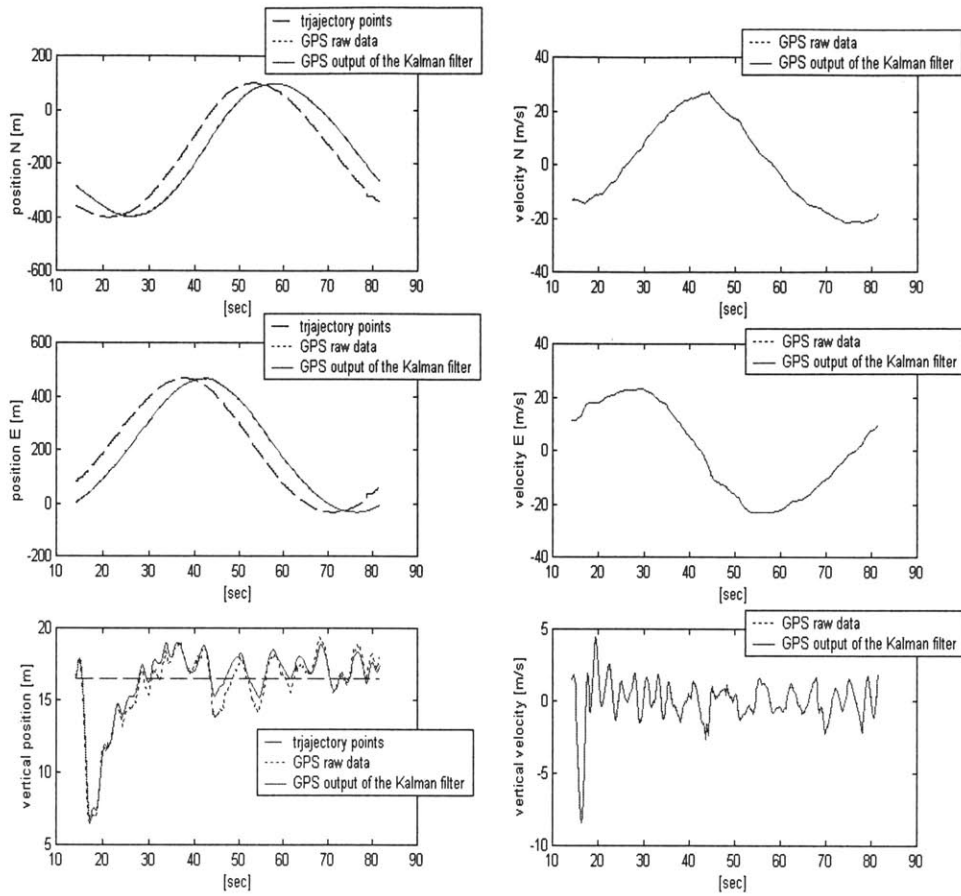 trjajectory points
GPS raw data
GPS output of the Kalman filter
200
0
-200
-400
-600
position N [m]
10 20 30 40 50 60 70 80 90
[sec]
GPS raw data
GPS output of the Kalman filter
40
20
0
-20
-40
velocity N [m/s]
10 20 30 40 50 60 70 80 90
[sec]
trjajectory points
GPS raw data
GPS output of the Kalman filter
600
400
200
0
-200
position E [m]
10 20 30 40 50 60 70 80 90
[sec]
GPS raw data
GPS output of the Kalman filter
40
20
0
-20
-40
velocity E [m/s]
10 20 30 40 50 60 70 80 90
[sec]
20
15
10
5
vertical position [m]
trjajectory points
GPS raw data
GPS output of the Kalman filter
10 20 30 40 50 60 70 80 90
[sec]
GPS raw data
GPS output of the Kalman filter
5
0
-5
-10
vertical velocity [m/s]
10 20 30 40 50 60 70 80 90
[sec]